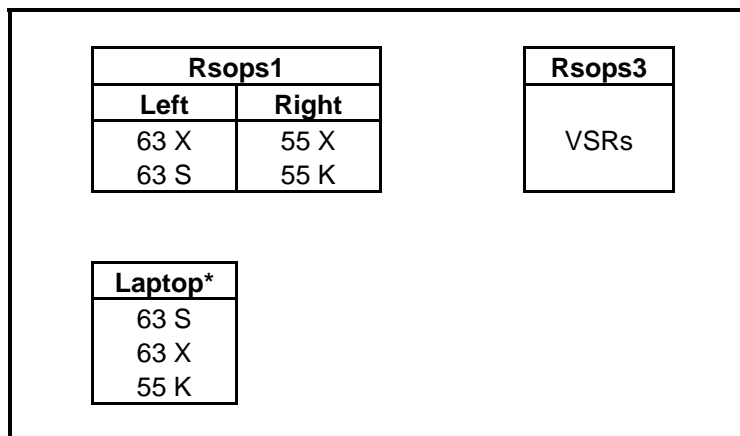 Rsops1
Left Right
63 X 55 X
63 S 55 K
Rsops3
VSRs
Laptop*
63 S
63 X
55 K